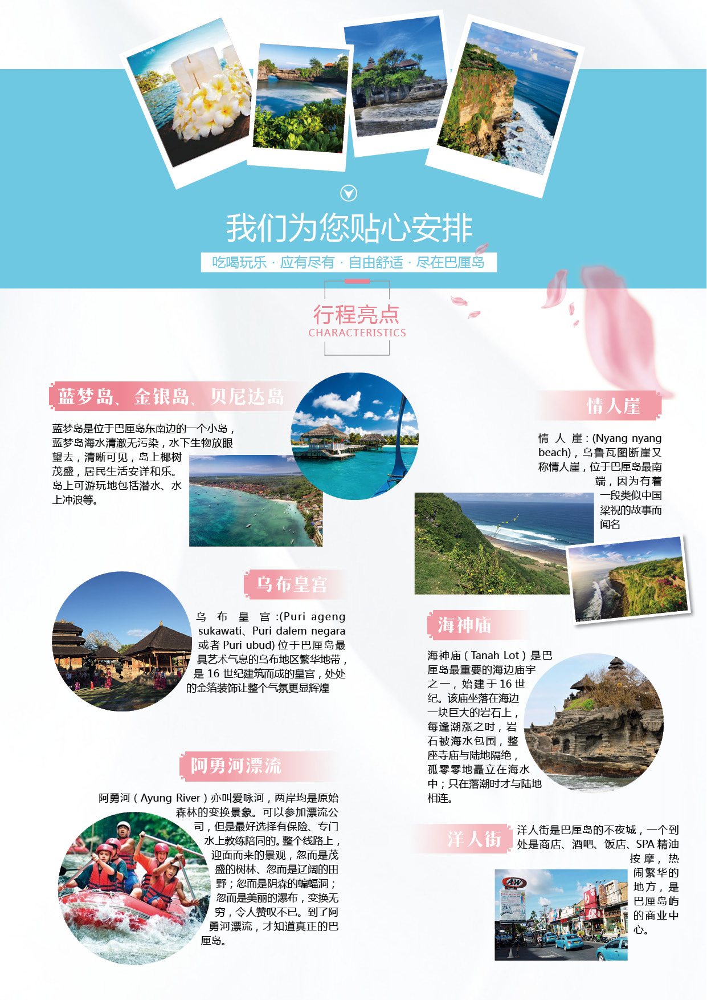 我们为您贴心安排
吃喝玩乐·应有尽有·自由舒适·尽在巴厘岛
行程亮点
CHARACTERISTICS
蓝梦岛、金银岛、贝尼达岛
蓝梦岛是位于巴厘岛东南边的一个小岛，
蓝梦岛海水清澈无污染，水下生物放眼
望去，清晰可见，岛上椰树
茂盛，居民生活安详和乐。
岛上可游玩地包括潜水、水
上冲浪等。
情人崖
情人崖：(Nyang nyang
beach)，乌鲁瓦图断崖又
称情人崖，位于巴厘岛最南
端，因为有着
一段类似中国
梁祝的故事而
闻名
乌布皇宫
乌布皇宫:(Puri ageng
sukawati、Puri dalem negara
或者 Puri ubud) 位于巴厘岛最
具艺术气息的乌布地区繁华地带，
是 16 世纪建筑而成的皇宫，处处
的金箔装饰让整个气氛更显辉煌
海神庙
海神庙（Tanah Lot）是巴
厘岛最重要的海边庙宇
之一，始建于 16 世
纪。该庙坐落在海边
一块巨大的岩石上，
每逢潮涨之时，岩
石被海水包围，整
座寺庙与陆地隔绝，
孤零零地矗立在海水
中；只在落潮时才与陆地
相连。
阿勇河漂流
阿勇河（Ayung River）亦叫爱咏河，两岸均是原始
森林的变换景象。可以参加漂流公
司，但是最好选择有保险、专门
水上教练陪同的。整个线路上，
迎面而来的景观，忽而是茂
盛的树林、忽而是辽阔的田
野；忽而是阴森的蝙蝠洞；
忽而是美丽的瀑布，变换无
穷，令人赞叹不已。到了阿
勇河漂流，才知道真正的巴
厘岛。
洋人街
洋人街是巴厘岛的不夜城，一个到
处是商店、酒吧、饭店、SPA 精油
按摩，热
闹繁华的
地方，是
巴厘岛屿
的商业中
心。
A&W